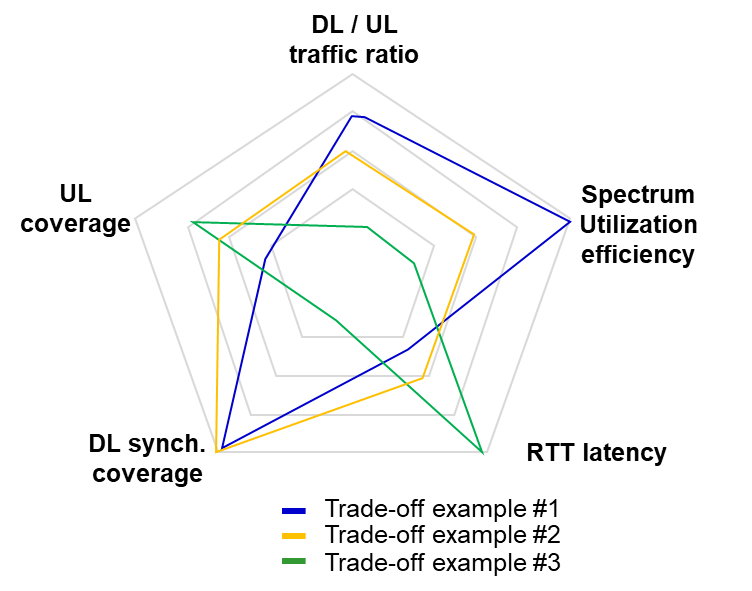 DL / UL
traffic ratio
UL
coverage
Spectrum
Utilization
efficiency
DL synch.
coverage
RTT latency
Trade-off example #1
Trade-off example #2
Trade-off example #3